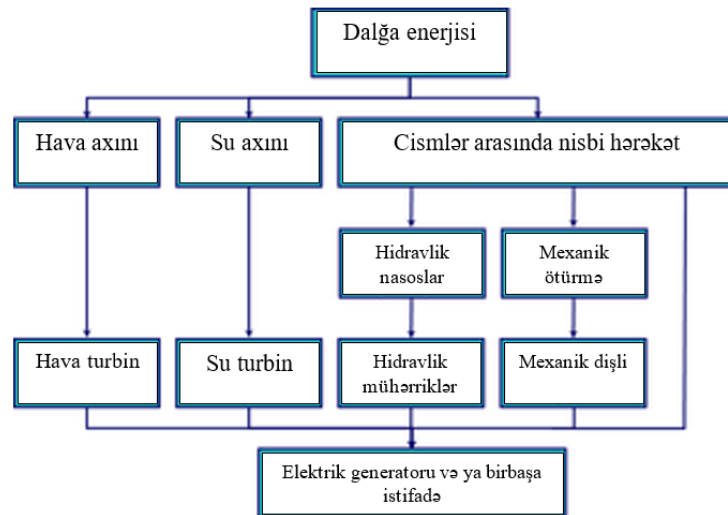 Dalğa enerjisi
Hava axını
Su axını
Cismlər arasında nisbi hərəkət
Hidravlik
nasoslar
Mexanik
ötürmə
Hava turbin
Su turbin
Hidravlik
mühərriklər
Mexanik dişli
Elektrik generatoru və ya birbaşa
istifadə